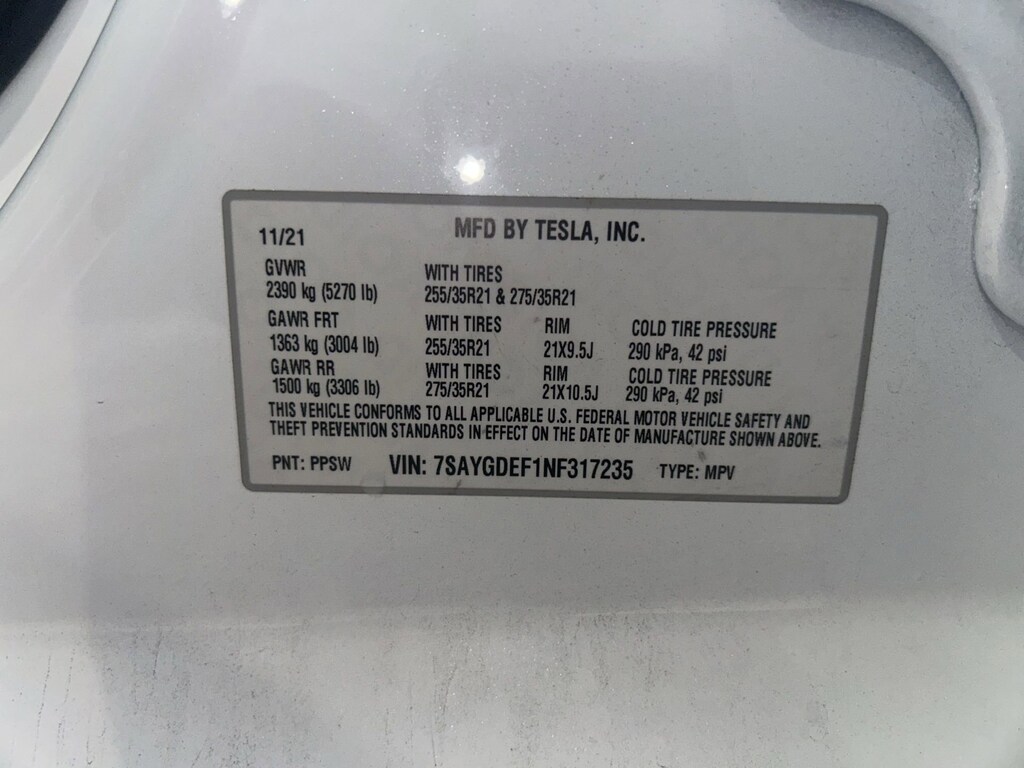 11/21 MFD BY TESLA, INC.
GVWR WITH TIRES
2390 kg (5270 lb) 255/35R21 & 275/35R21
GAWR FRT WITH TIRES RIM COLD TIRE PRESSURE
1363 kg (3004 lb) 255/35R21 21X9.5J 290 kPa, 42 psi
GAWR RR WITH TIRES RIM COLD TIRE PRESSURE
1500 kg (3306 lb) 275/35R21 21X10.5J 290 kPa, 42 psi
THIS VEHICLE CONFORMS TO ALL APPLICABLE U.S. FEDERAL MOTOR VEHICLE SAFETY AND
THEFT PREVENTION STANDARDS IN EFFECT ON THE DATE OF MANUFACTURE SHOWN ABOVE.
PNT: PPSW VIN: 7SAYGDEF1NF317235 TYPE: MPV